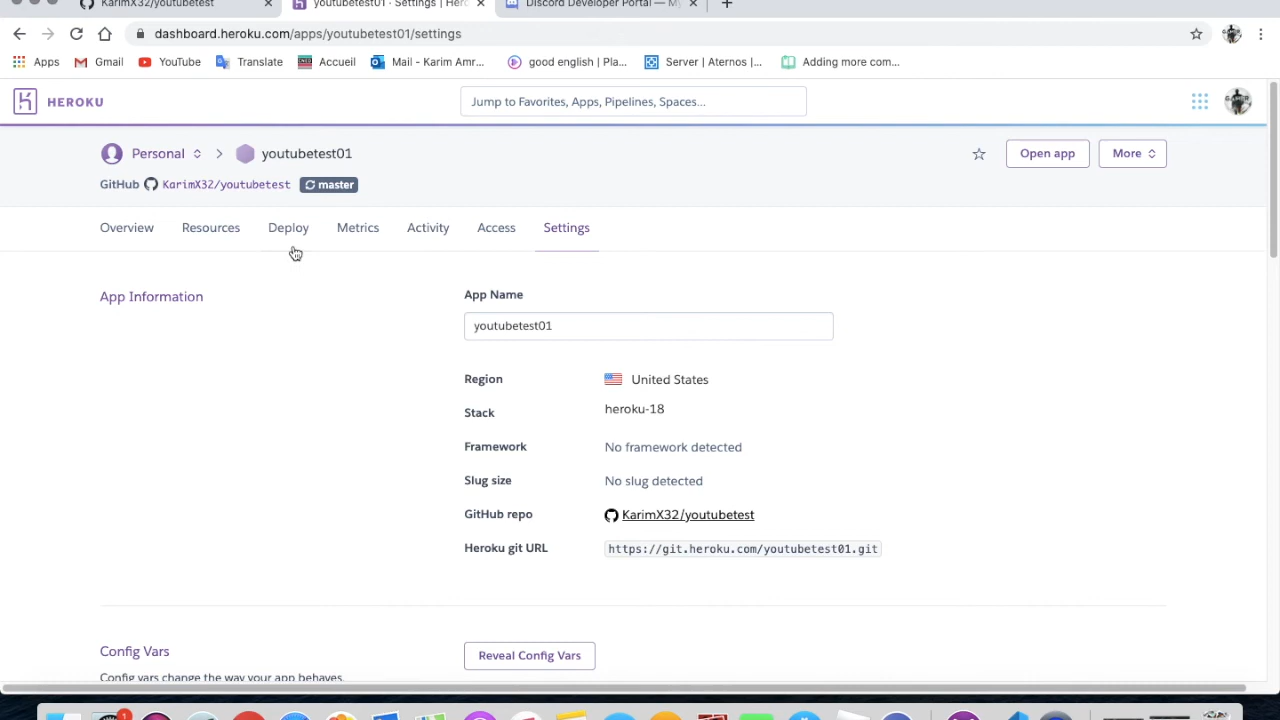 KarimX32/youtubetest
youtubetest01 · Settings | Hero
Discord Developer Portal — My
dashboard.heroku.com/apps/youtubetest01/settings
Apps Gmail YouTube Translate Accueil Mail - Karim Amr... good english | Pla... Server | Aternos |... Adding more com...
HEROKU
Jump to Favorites, Apps, Pipelines, Spaces...
Personal > youtubetest01
Open app
More
GitHub KarimX32/youtubetest master
Overview Resources Deploy Metrics Activity Access Settings
App Information
App Name
youtubetest01
Region United States
Stack heroku-18
Framework No framework detected
Slug size No slug detected
GitHub repo KarimX32/youtubetest
Heroku git URL https://git.heroku.com/youtubetest01.git
Config Vars
Reveal Config Vars
Config vars change the way your app behaves.
1